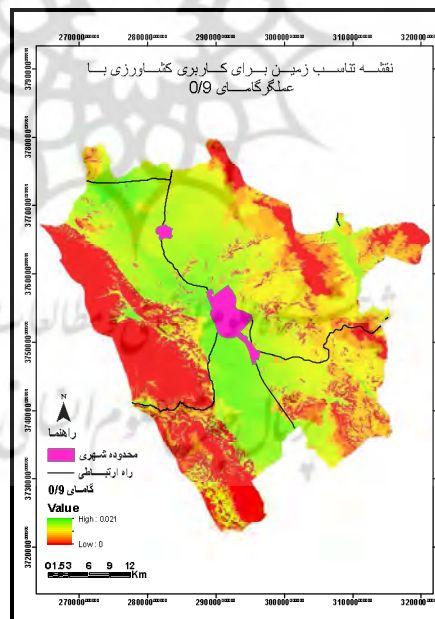 270000 280000 290000 300000 310000 320000
نقشه تناسب زمین برای کاربری کشاورزی با
عملگر گامای 0/9
3790000
3780000
3770000
3760000
3750000
3740000
3730000
3720000
N
راهنما
محدوده شهری
راه ارتباطی
گامای 0/9
Value
High : 0.021
Low : 0
0 1.5 3 6 9 12
Km
270000 280000 290000 300000 310000 320000